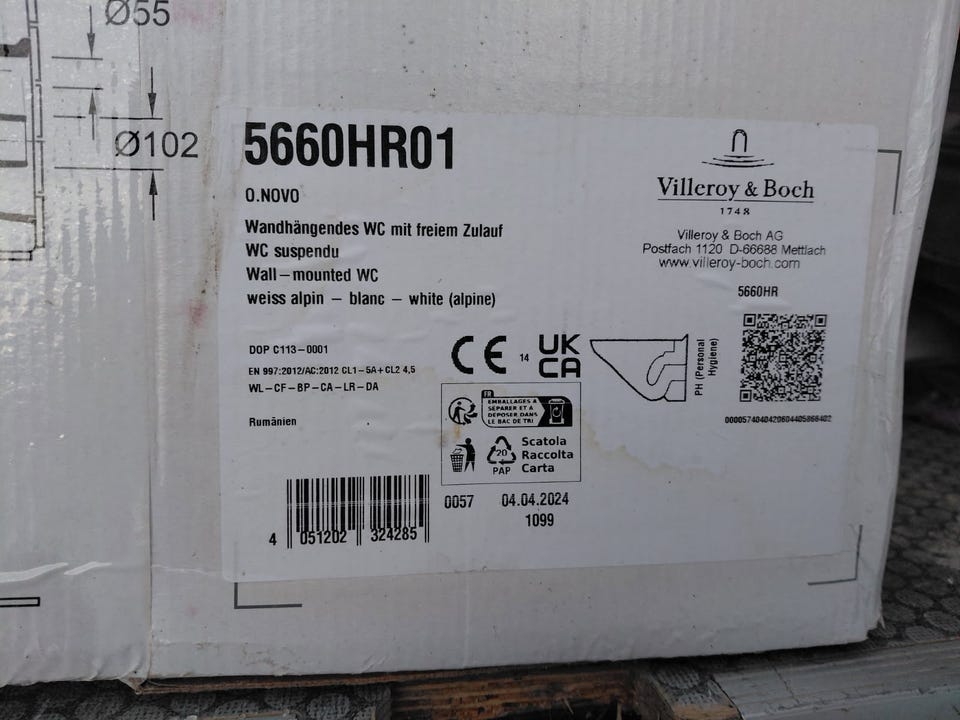 Ø55
Ø102
5660HR01
O.NOVO
Wandhängendes WC mit freiem Zulauf
WC suspendu
Wall-mounted WC
weiss alpin - blanc - white (alpine)
Villeroy & Boch
1748
Villeroy & Boch AG
Postfach 1120 D-66688 Mettlach
www.villeroy-boch.com
5660HR
DOP C113-0001
EN 997:2012/AC:2012 CL1-5A+CL2 4,5
WL-CF-BP-CA-LR-DA
Rumänien
CE 14 UK CA
PH (Personal
Hygiene)
FR
EMBALLAGES À
SÉPARER ET À
DÉPOSER DANS
LE BAC DE TRI
20
PAP
Scatola
Raccolta
Carta
0057 04.04.2024
1099
4 051202 324285